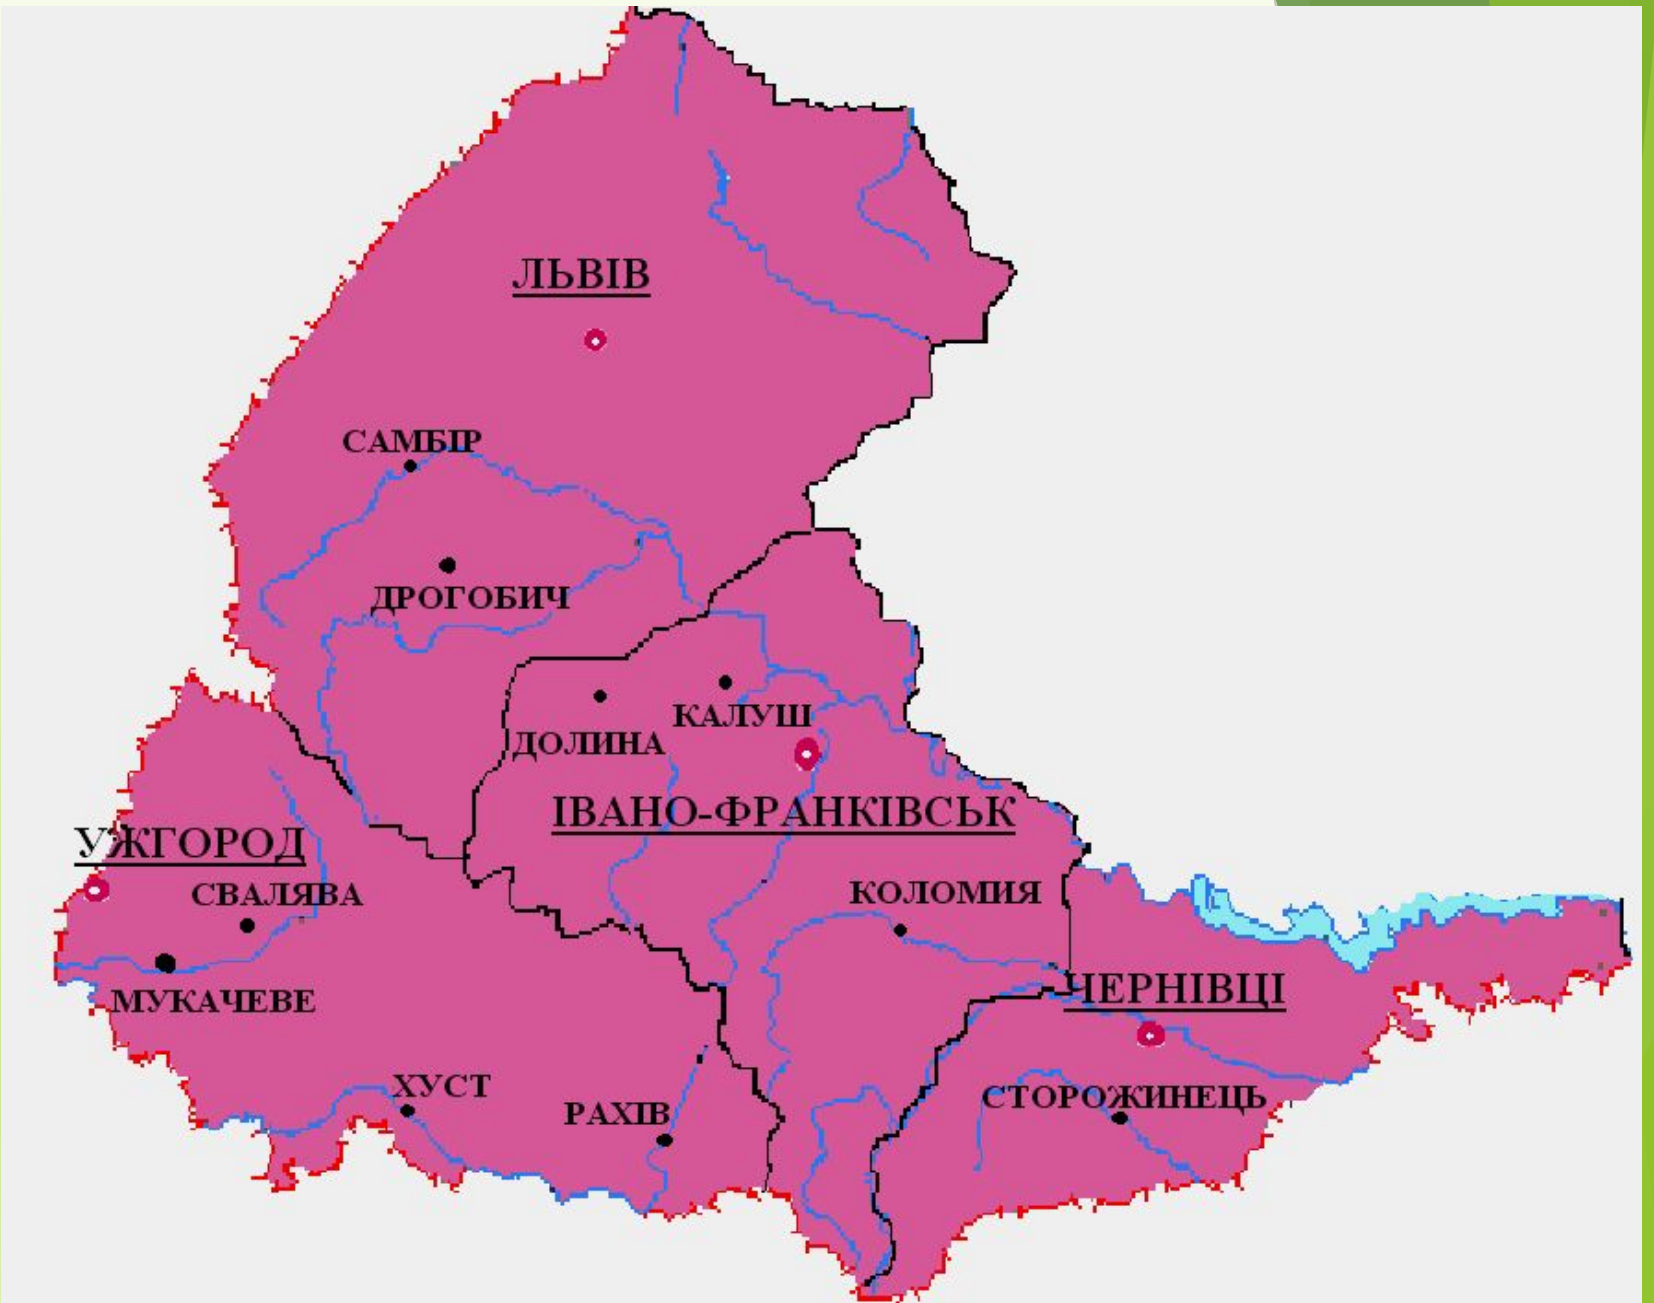 ЛЬВІВ
САМБІР
ДРОГОБИЧ
КАЛУШ
ДОЛИНА
ІВАНО-ФРАНКІВСЬК
УЖГОРОД
СВАЛЯВА
КОЛОМИЯ
МУКАЧЕВЕ
ЧЕРНІВЦІ
ХУСТ
РАХІВ
СТОРОЖИНЕЦЬ